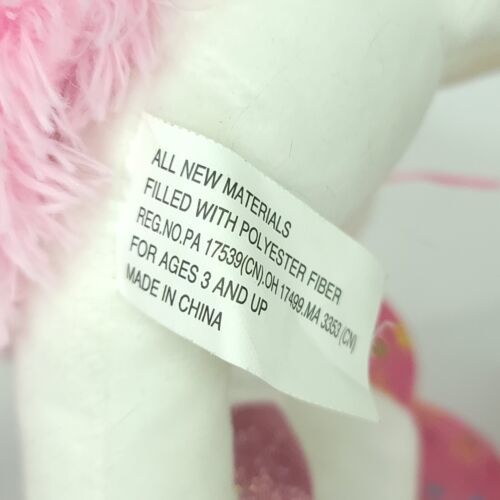 ALL NEW MATERIALS
FILLED WITH POLYESTER FIBER
REG.NO.PA 17539(CN).OH 17499.MA 3353 (CN)
FOR AGES 3 AND UP
MADE IN CHINA